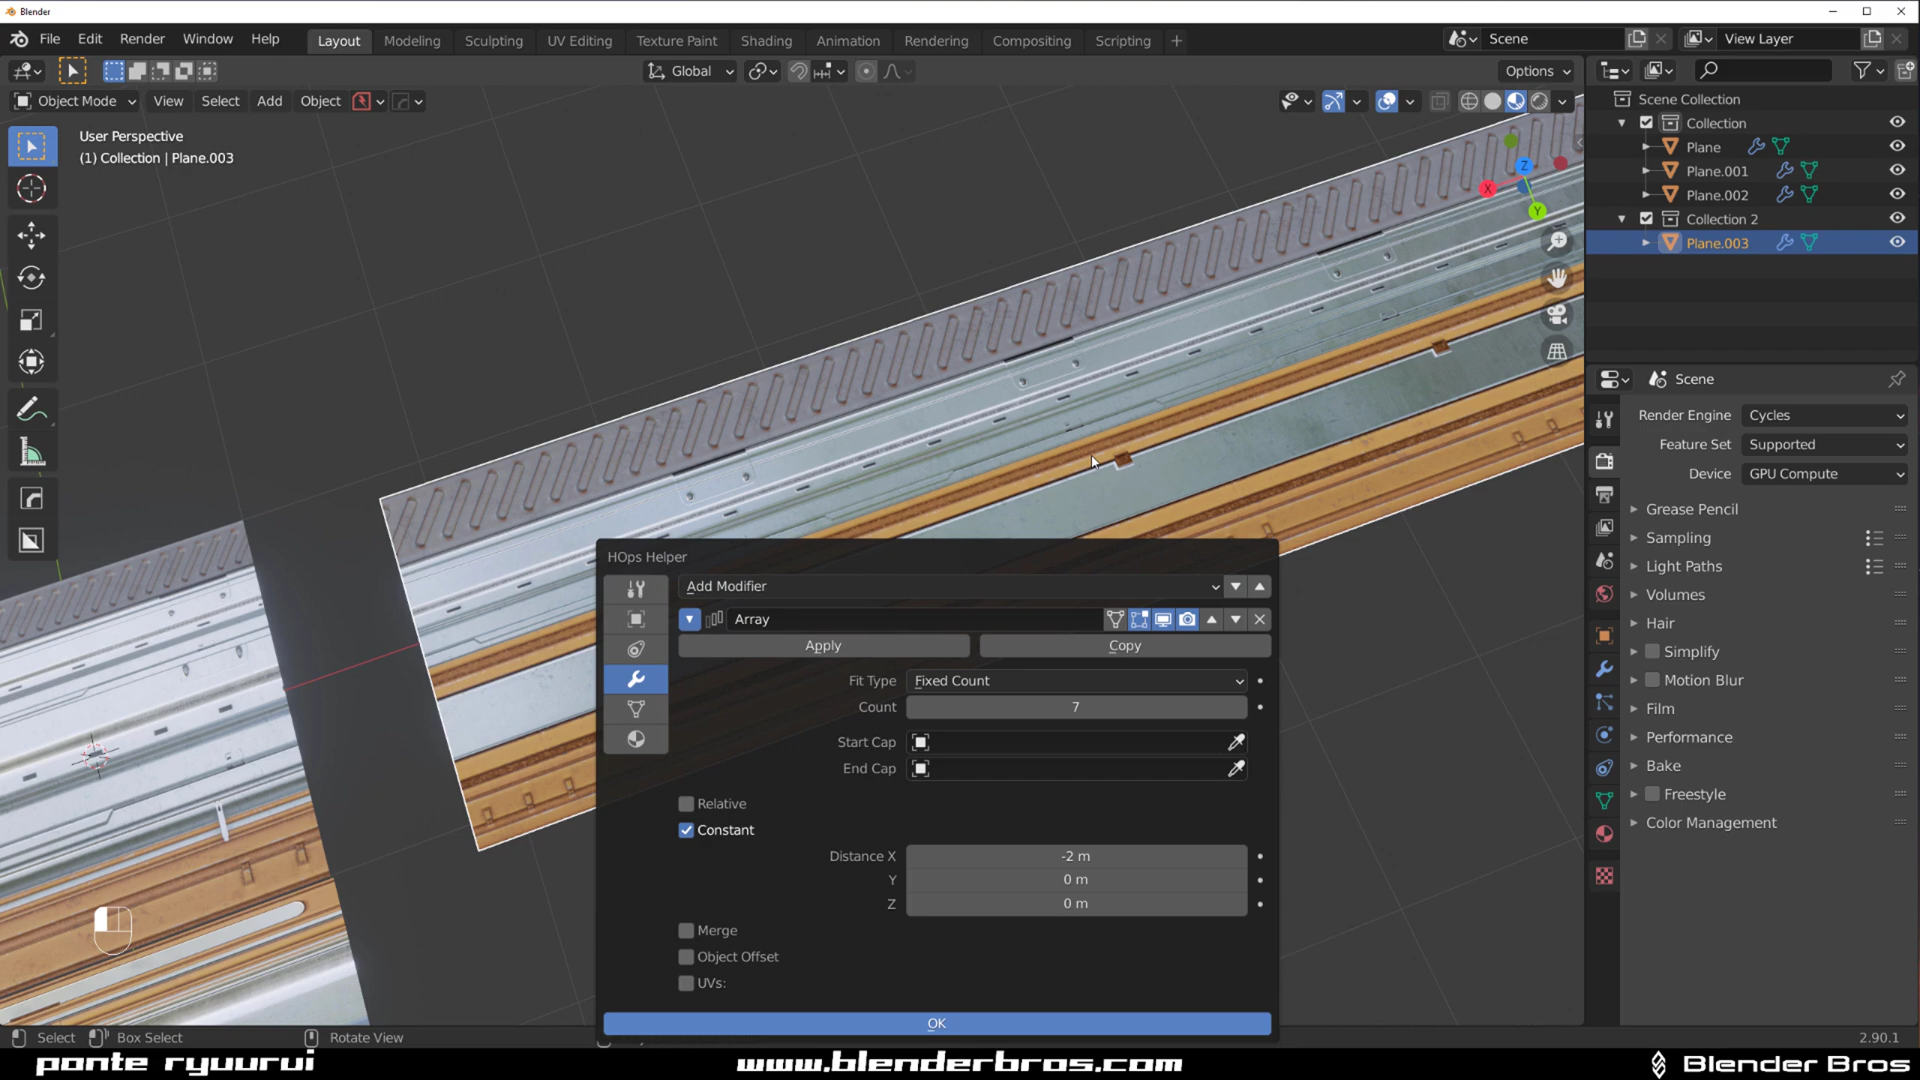 Blender
File Edit Render Window Help Layout Modeling Sculpting UV Editing Texture Paint Shading Animation Rendering Compositing Scripting + Scene View Layer
Global Options
Object Mode View Select Add Object
User Perspective
(1) Collection | Plane.003
Z
X
Y
Scene Collection
Collection
Plane
Plane.001
Plane.002
Collection 2
Plane.003
Scene
Render Engine Cycles
Feature Set Supported
Device GPU Compute
Grease Pencil
Sampling
Light Paths
Volumes
Hair
Simplify
Motion Blur
Film
Performance
Bake
Freestyle
Color Management
HOps Helper
Add Modifier
Array
Apply Copy
Fit Type Fixed Count
Count 7
Start Cap
End Cap
Relative
Constant
Distance X -2 m
Y 0 m
Z 0 m
Merge
Object Offset
UVs:
OK
Select Box Select Rotate View 2.90.1
ponte ryuurui www.blenderbros.com Blender Bros